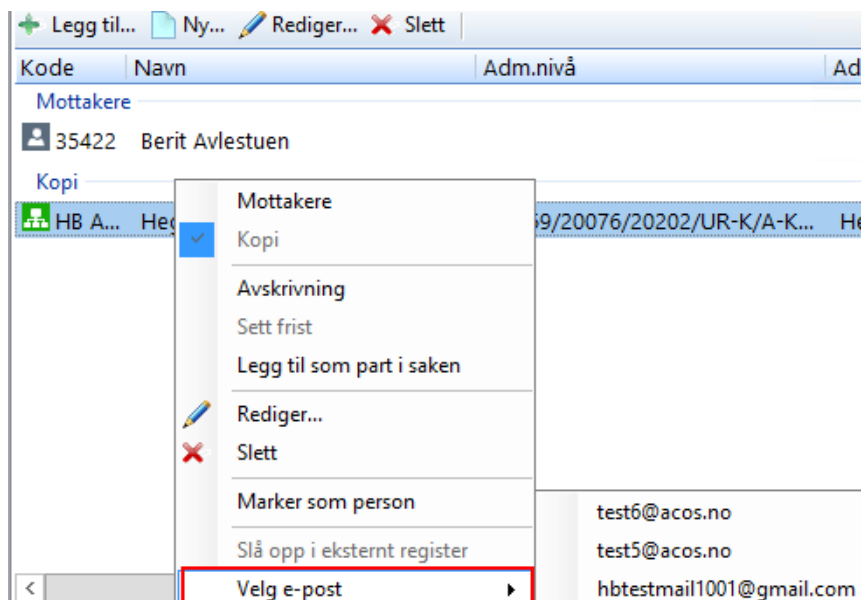 Legg til... Ny... Rediger... Slett
Kode Navn Adm.nivå Ad
Mottakere
35422 Berit Avlestuen
Kopi
HB A... Heg 69/20076/20202/UR-K/A-K... He
Mottakere
Kopi
Avskrivning
Sett frist
Legg til som part i saken
Rediger...
Slett
Marker som person
Slå opp i eksternt register
Velg e-post
test6@acos.no
test5@acos.no
hbtestmail1001@gmail.com